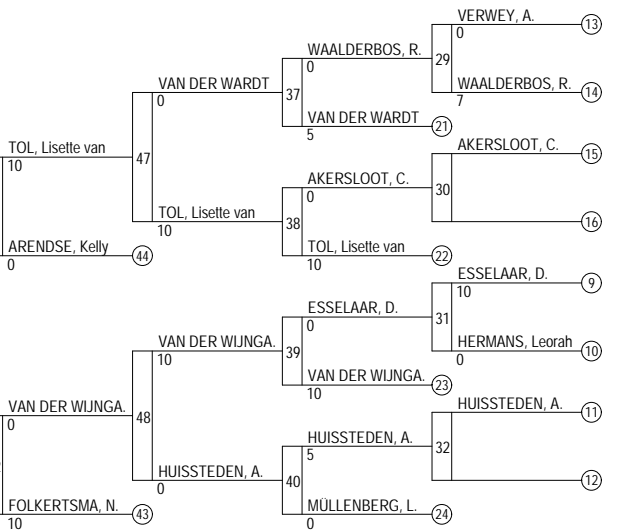 VERWEY, A.
0
13
WAALDERBOS, R.
0
29
VAN DER WARDT
0
37
WAALDERBOS, R.
7
14
VAN DER WARDT
5
21
TOL, Lisette van
10
47
AKERSLOOT, C.
15
AKERSLOOT, C.
0
30
TOL, Lisette van
10
38
16
ARENDSE, Kelly
0
44
TOL, Lisette van
10
22
ESSELAAR, D.
10
9
ESSELAAR, D.
0
31
VAN DER WIJNGA.
10
39
HERMANS, Leorah
0
10
VAN DER WIJNGA.
10
23
VAN DER WIJNGA.
0
48
HUISSTEDEN, A.
11
HUISSTEDEN, A.
5
32
HUISSTEDEN, A.
0
40
12
FOLKERTSMA, N.
10
43
MÜLLENBERG, L.
0
24